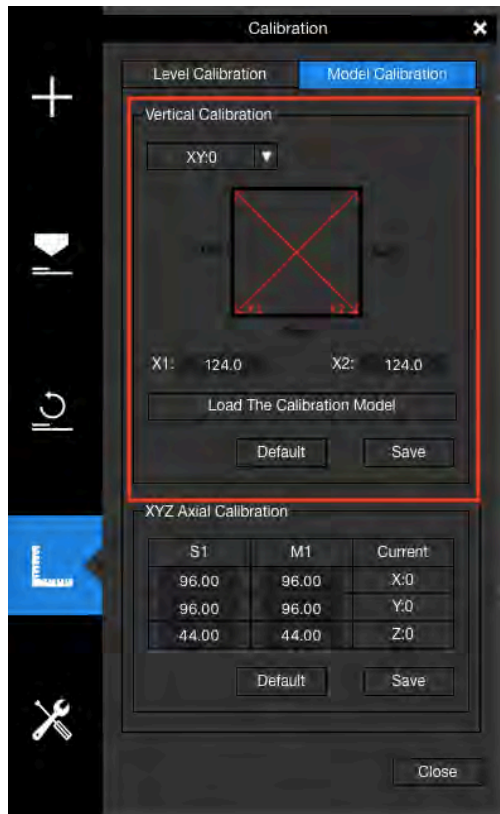 Calibration
Level Calibration Model Calibration
Vertical Calibration
XY:0
X1 X2
X1: 124.0 X2: 124.0
Load The Calibration Model
Default Save
XYZ Axial Calibration
S1 M1 Current
96.00 96.00 X:0
96.00 96.00 Y:0
44.00 44.00 Z:0
Default Save
Close